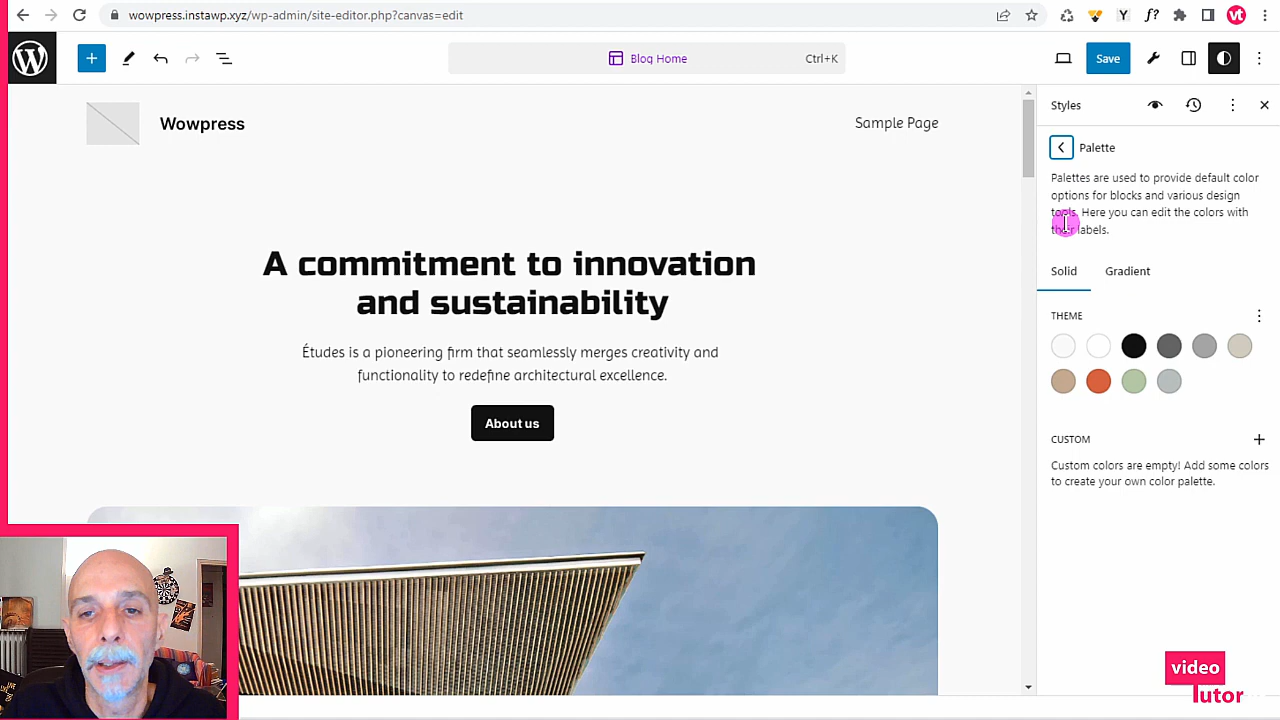 wowpress.instawp.xyz/wp-admin/site-editor.php?canvas=edit
Blog Home
Ctrl+K
Save
Wowpress
Sample Page
A commitment to innovation
and sustainability
Études is a pioneering firm that seamlessly merges creativity and
functionality to redefine architectural excellence.
About us
Styles
Palette
Palettes are used to provide default color
options for blocks and various design
tools. Here you can edit the colors with
their labels.
Solid
Gradient
THEME
CUSTOM
Custom colors are empty! Add some colors
to create your own color palette.
video
Tutor